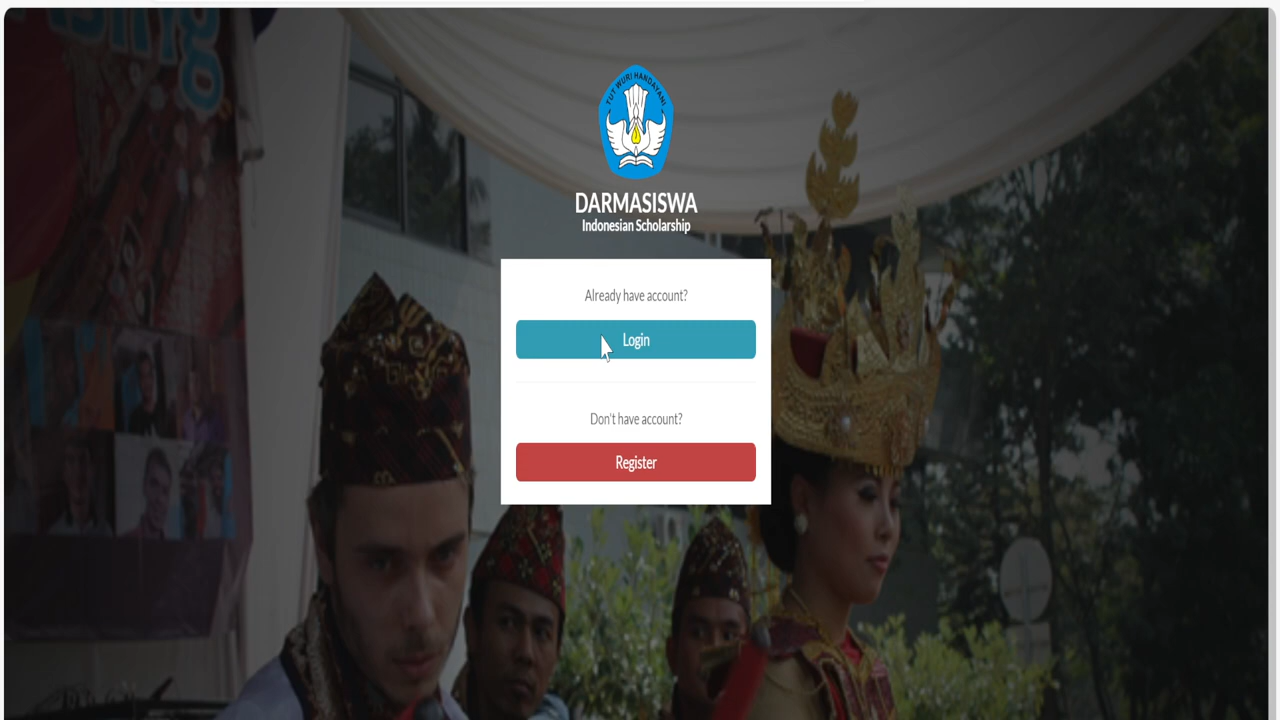 TUT WURI HANDAYANI
DARMASISWA
Indonesian Scholarship
Already have account?
Login
Don't have account?
Register